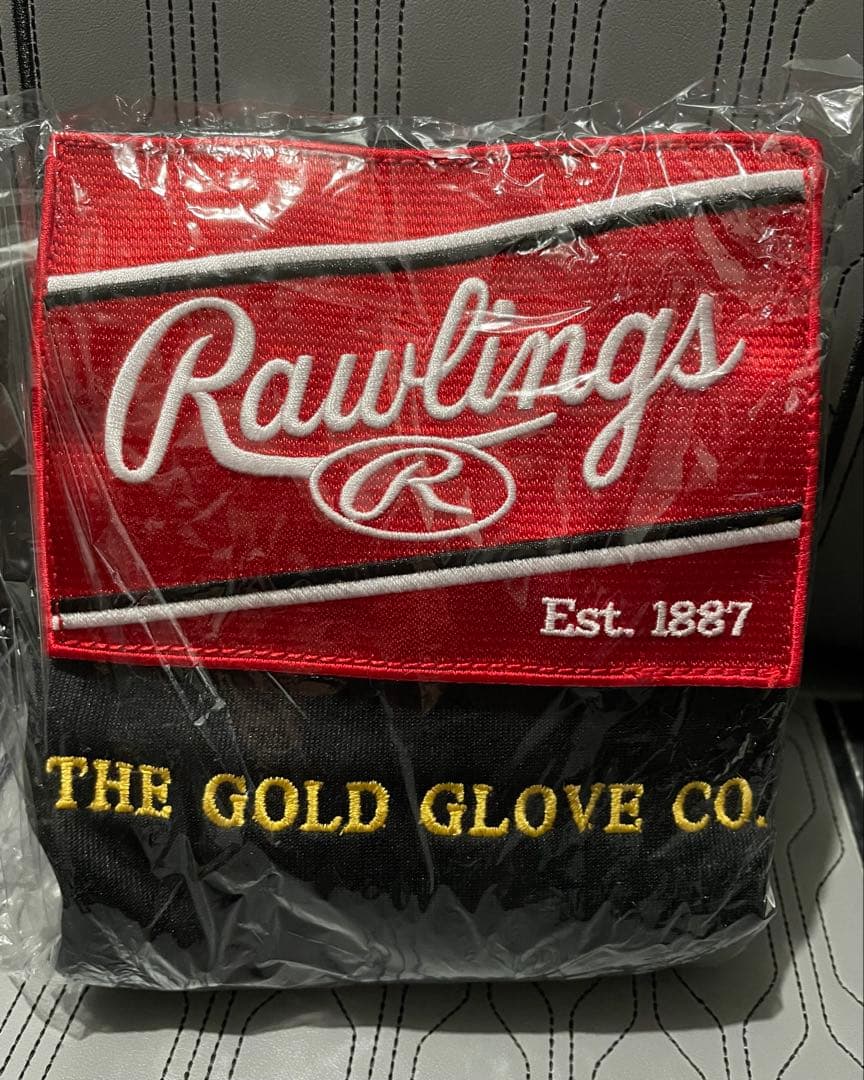 Rawlings
R
Est. 1887
THE GOLD GLOVE CO.